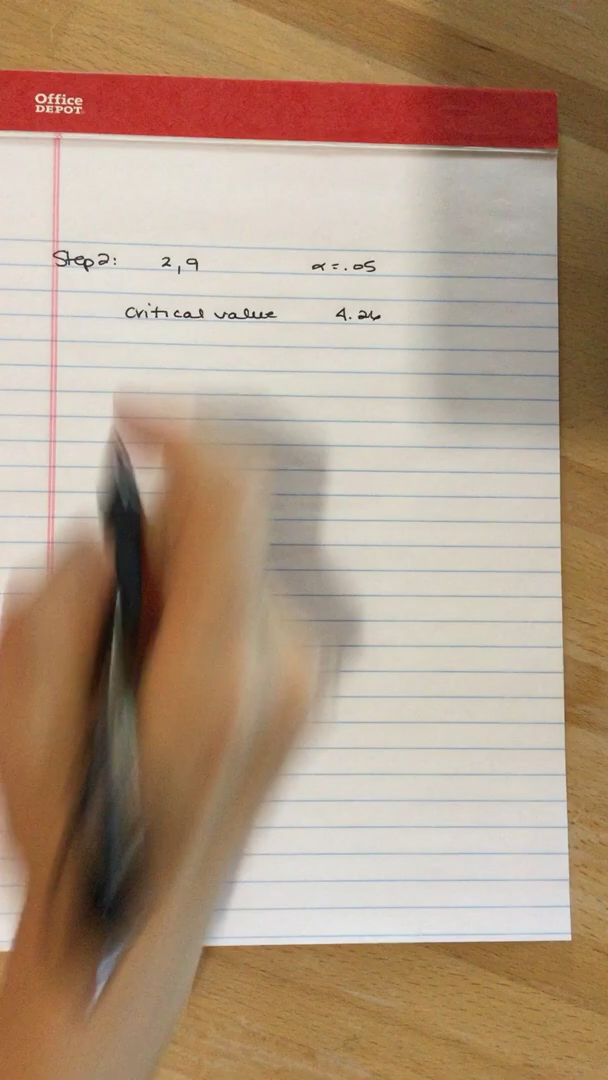 Office
DEPOT
Step 2: 2,9 α = .05
critical value 4.26